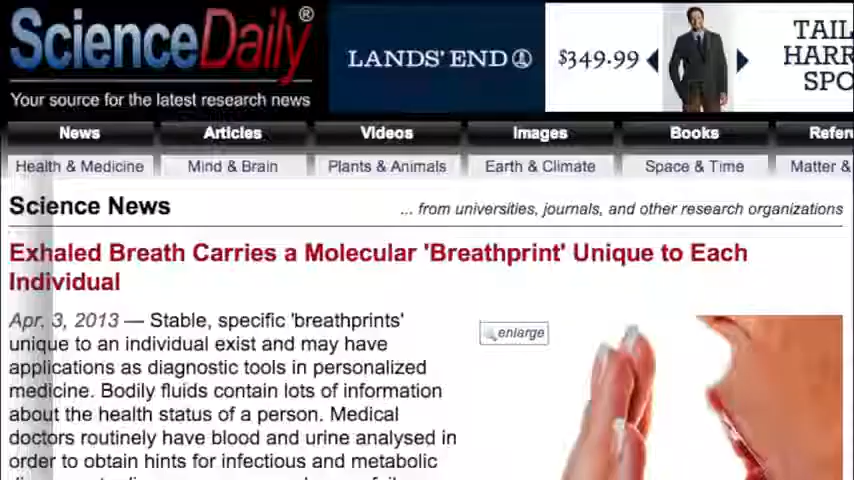 ScienceDaily®
Your source for the latest research news
LANDS' END
$349.99
TAIL
HARR
SPO
News Articles Videos Images Books Refer
Health & Medicine Mind & Brain Plants & Animals Earth & Climate Space & Time Matter &
Science News
... from universities, journals, and other research organizations
Exhaled Breath Carries a Molecular 'Breathprint' Unique to Each
Individual
Apr. 3, 2013 — Stable, specific 'breathprints'
unique to an individual exist and may have
applications as diagnostic tools in personalized
medicine. Bodily fluids contain lots of information
about the health status of a person. Medical
doctors routinely have blood and urine analysed in
order to obtain hints for infectious and metabolic
enlarge